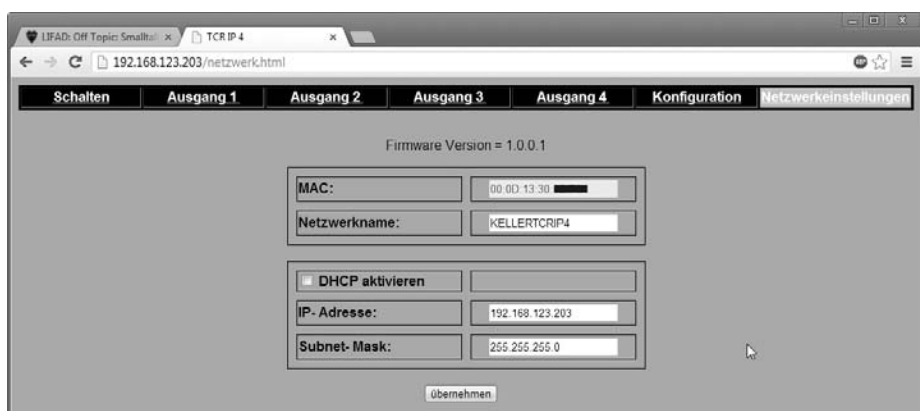 LIFAD: Off Topic: Smallta
TCR IP 4
192.168.123.203/netzwerk.html
Schalten Ausgang 1 Ausgang 2 Ausgang 3 Ausgang 4 Konfiguration Netzwerkeinstellungen
Firmware Version = 1.0.0.1
MAC: 00:0D:13:30
Netzwerkname: KELLERTCRIP4
DHCP aktivieren
IP- Adresse: 192.168.123.203
Subnet- Mask: 255.255.255.0
übernehmen